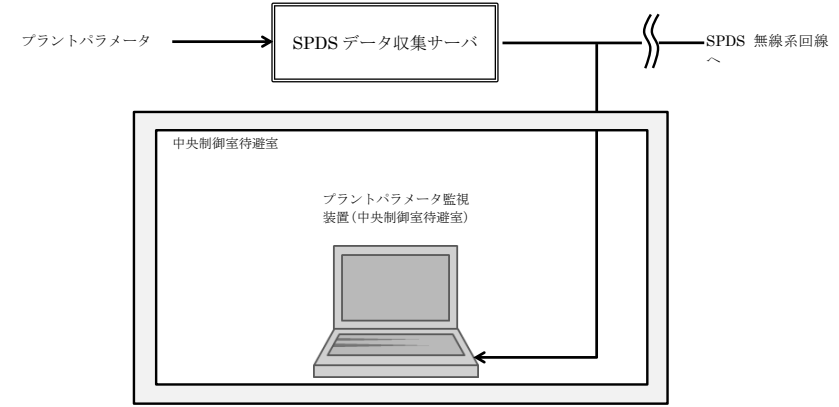 プラントパラメータ
SPDS データ収集サーバ
SPDS 無線系回線
へ
中央制御室待避室
プラントパラメータ監視
装置(中央制御室待避室)